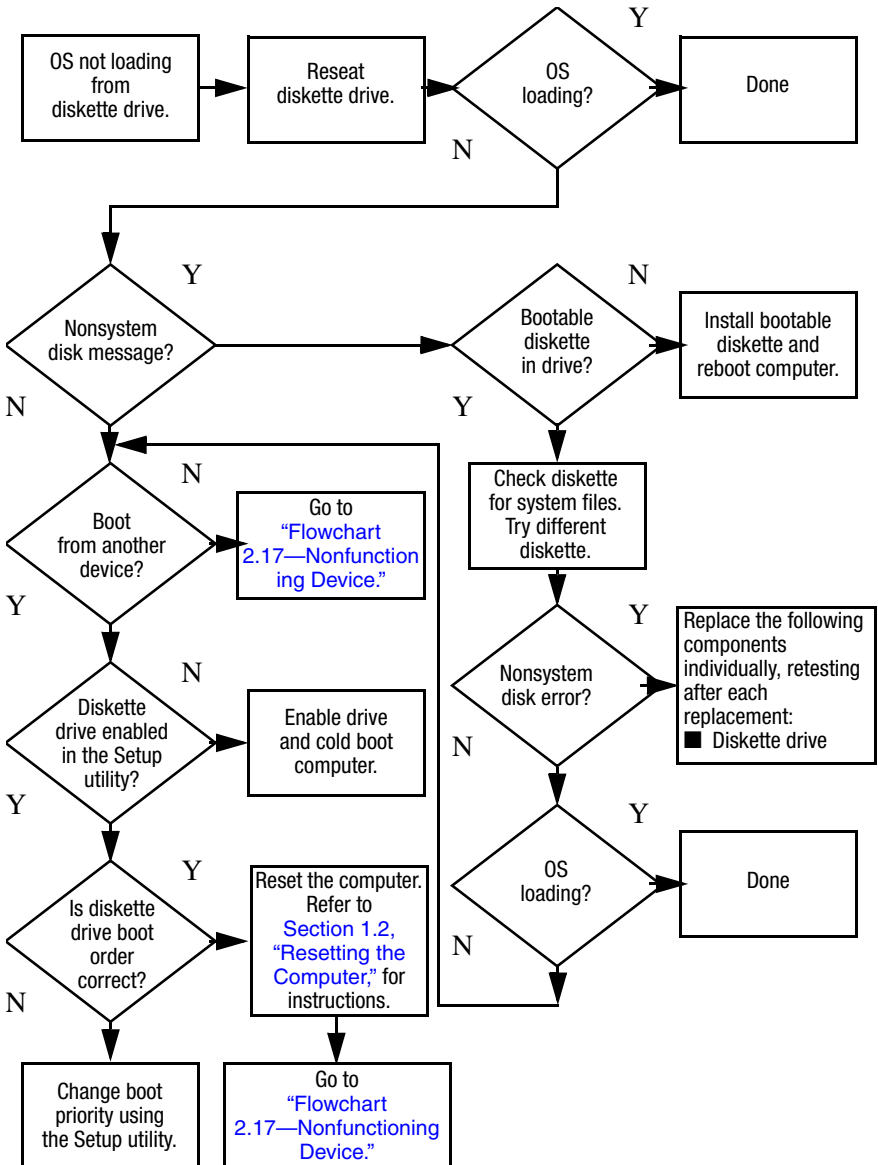 Y
OS not loading
from
diskette drive.
Reseat
diskette drive.
OS
loading?
Done
N
Y
Nonsystem
disk message?
N
N
Bootable
diskette
in drive?
Install bootable
diskette and
reboot computer.
Y
N
Boot
from another
device?
Go to
“Flowchart
2.17—Nonfunction
ing Device.”
Y
Check diskette
for system files.
Try different
diskette.
Y
Nonsystem
disk error?
Replace the following
components
individually, retesting
after each
replacement:
■ Diskette drive
N
N
Diskette
drive enabled
in the Setup
utility?
Enable drive
and cold boot
computer.
Y
Y
OS
loading?
Done
N
Y
Is diskette
drive boot
order
correct?
Reset the computer.
Refer to
Section 1.2,
“Resetting the
Computer,” for
instructions.
N
Change boot
priority using
the Setup utility.
Go to
“Flowchart
2.17—Nonfunctioning
Device.”